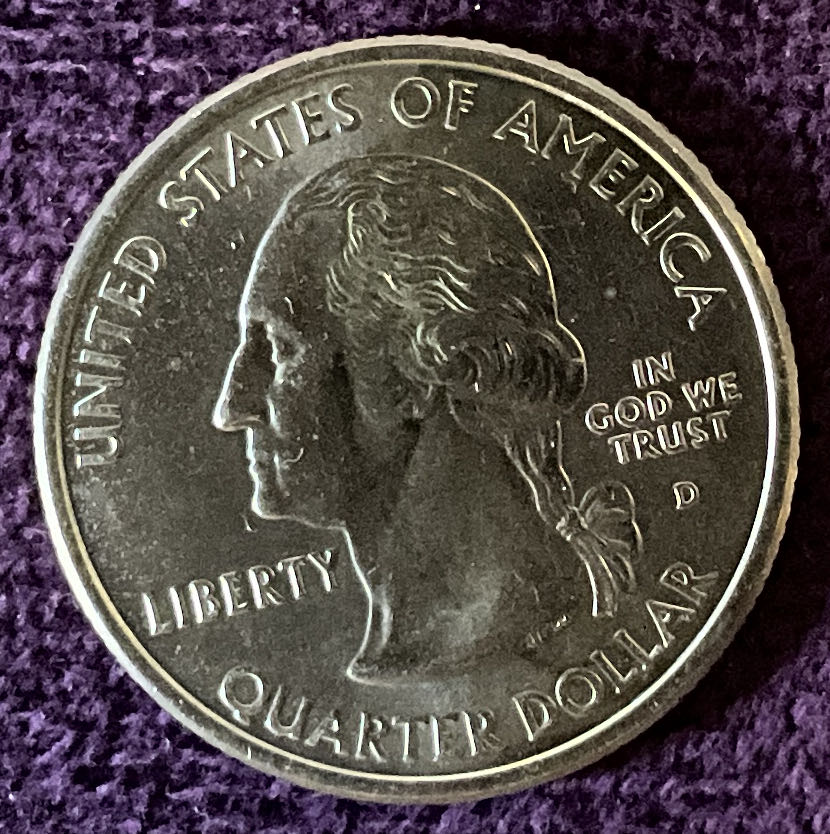 UNITED STATES OF AMERICA
IN
GOD WE
TRUST
D
LIBERTY
QUARTER DOLLAR